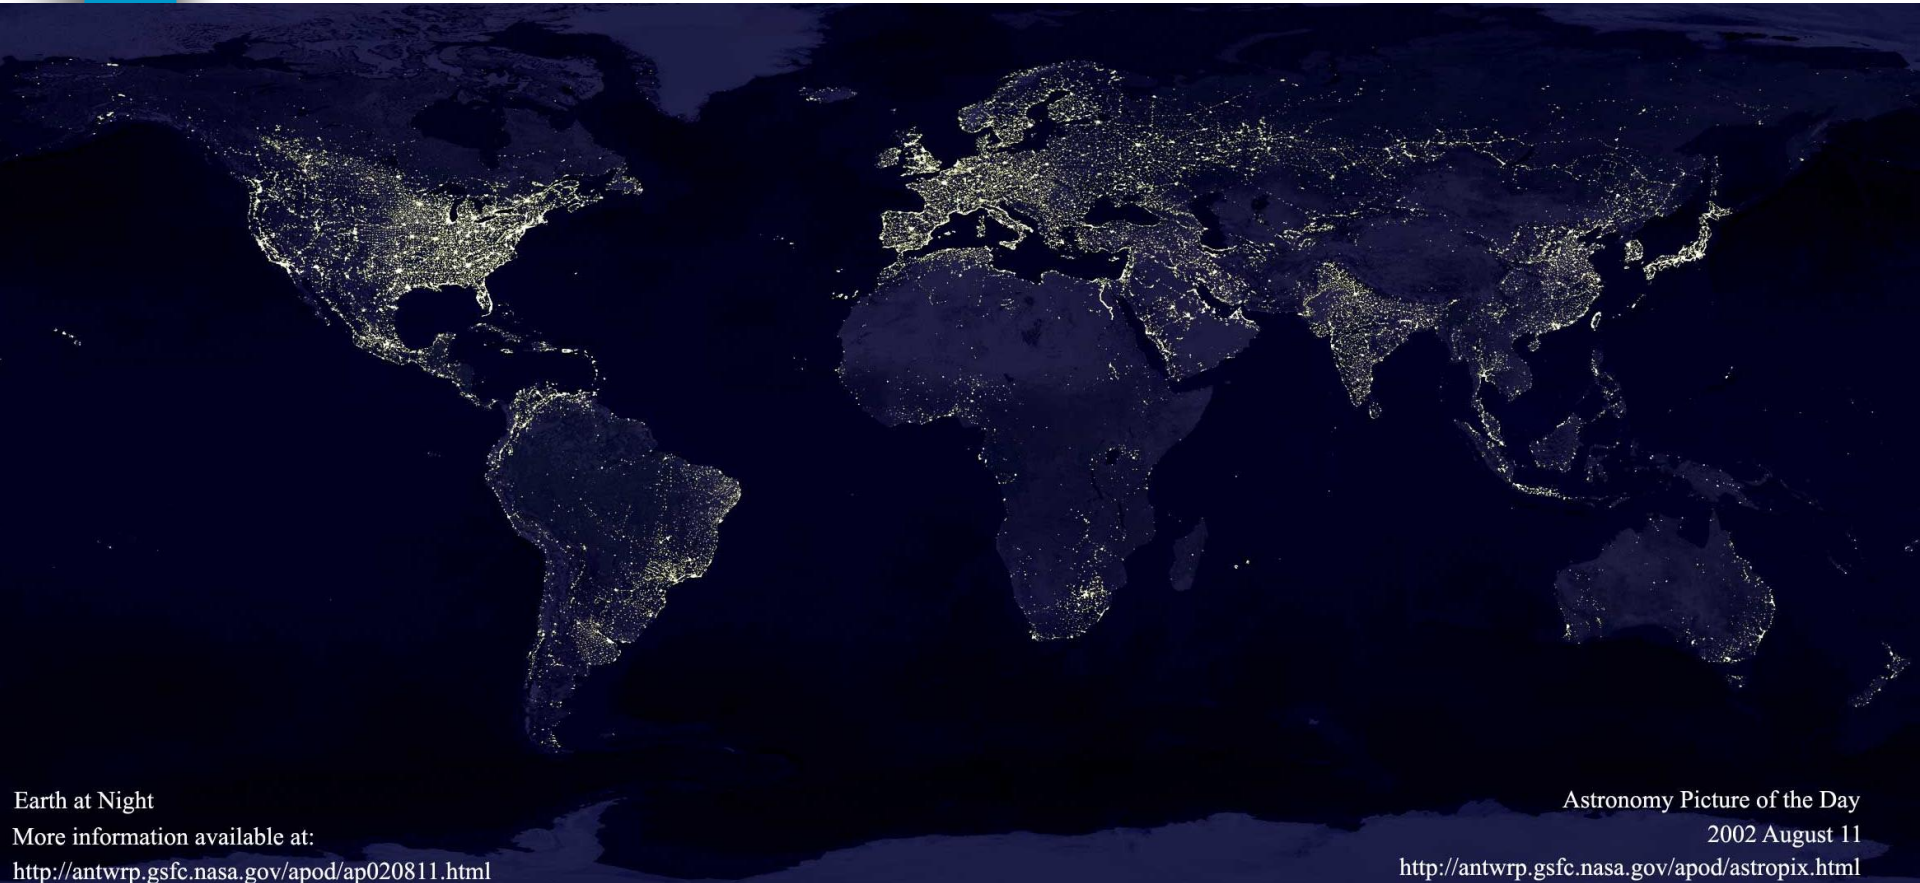 Earth at Night
More information available at:
http://antwrp.gsfc.nasa.gov/apod/ap020811.html
Astronomy Picture of the Day
2002 August 11
http://antwrp.gsfc.nasa.gov/apod/astropix.html